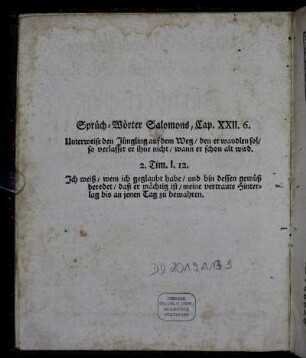 Sprüch-Wörter Salomons, Cap. XXII. 6.
Unterweise den Jüngling auf dem Weg / den er wandlen sol /
so verlasset er ihne nicht / wann er schon alt wird.
2. Tim. I. 12.
Ich weiß / wem ich geglaubt habe / und bin dessen gewüß
beredet / daß er mächtig ist / meine vertraute Hinter-
lag bis an jenen Tag zu bewahren.